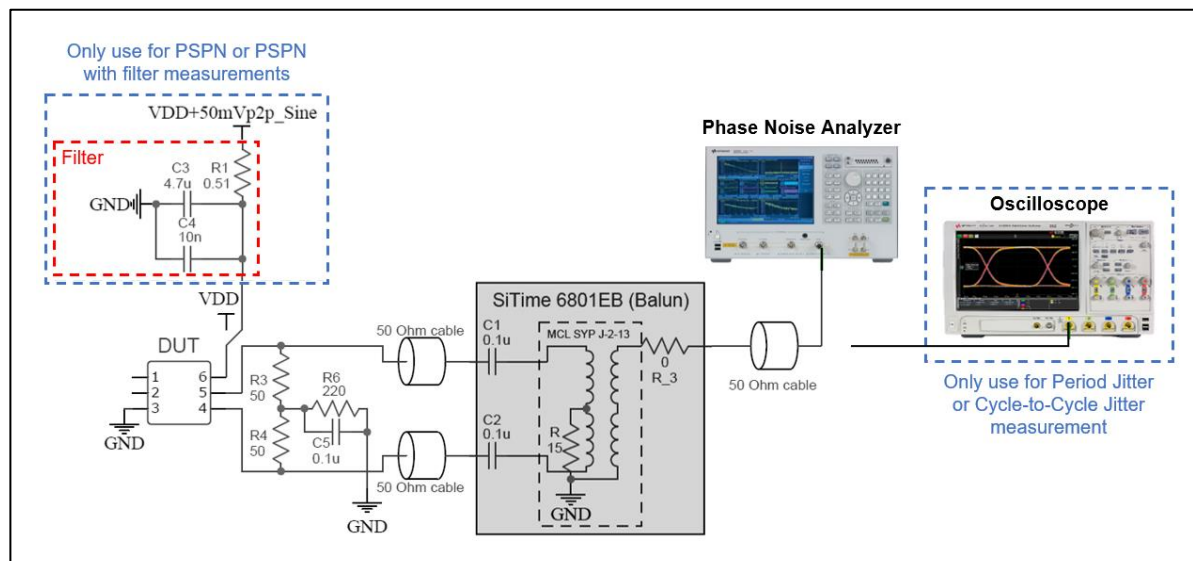 Only use for PSPN or PSPN
with filter measurements
VDD+50mVp2p_Sine
Filter
C3
4.7u
R1
0.51
GND
C4
10n
VDD
DUT
1
2
3
6
5
4
GND
R3
50
R4
50
R6
220
C5
0.1u
GND
50 Ohm cable
50 Ohm cable
SiTime 6801EB (Balun)
C1
0.1u
C2
0.1u
MCL SYP J-2-13
R
15
GND
0
R_3
50 Ohm cable
Phase Noise Analyzer
Oscilloscope
Only use for Period Jitter
or Cycle-to-Cycle Jitter
measurement